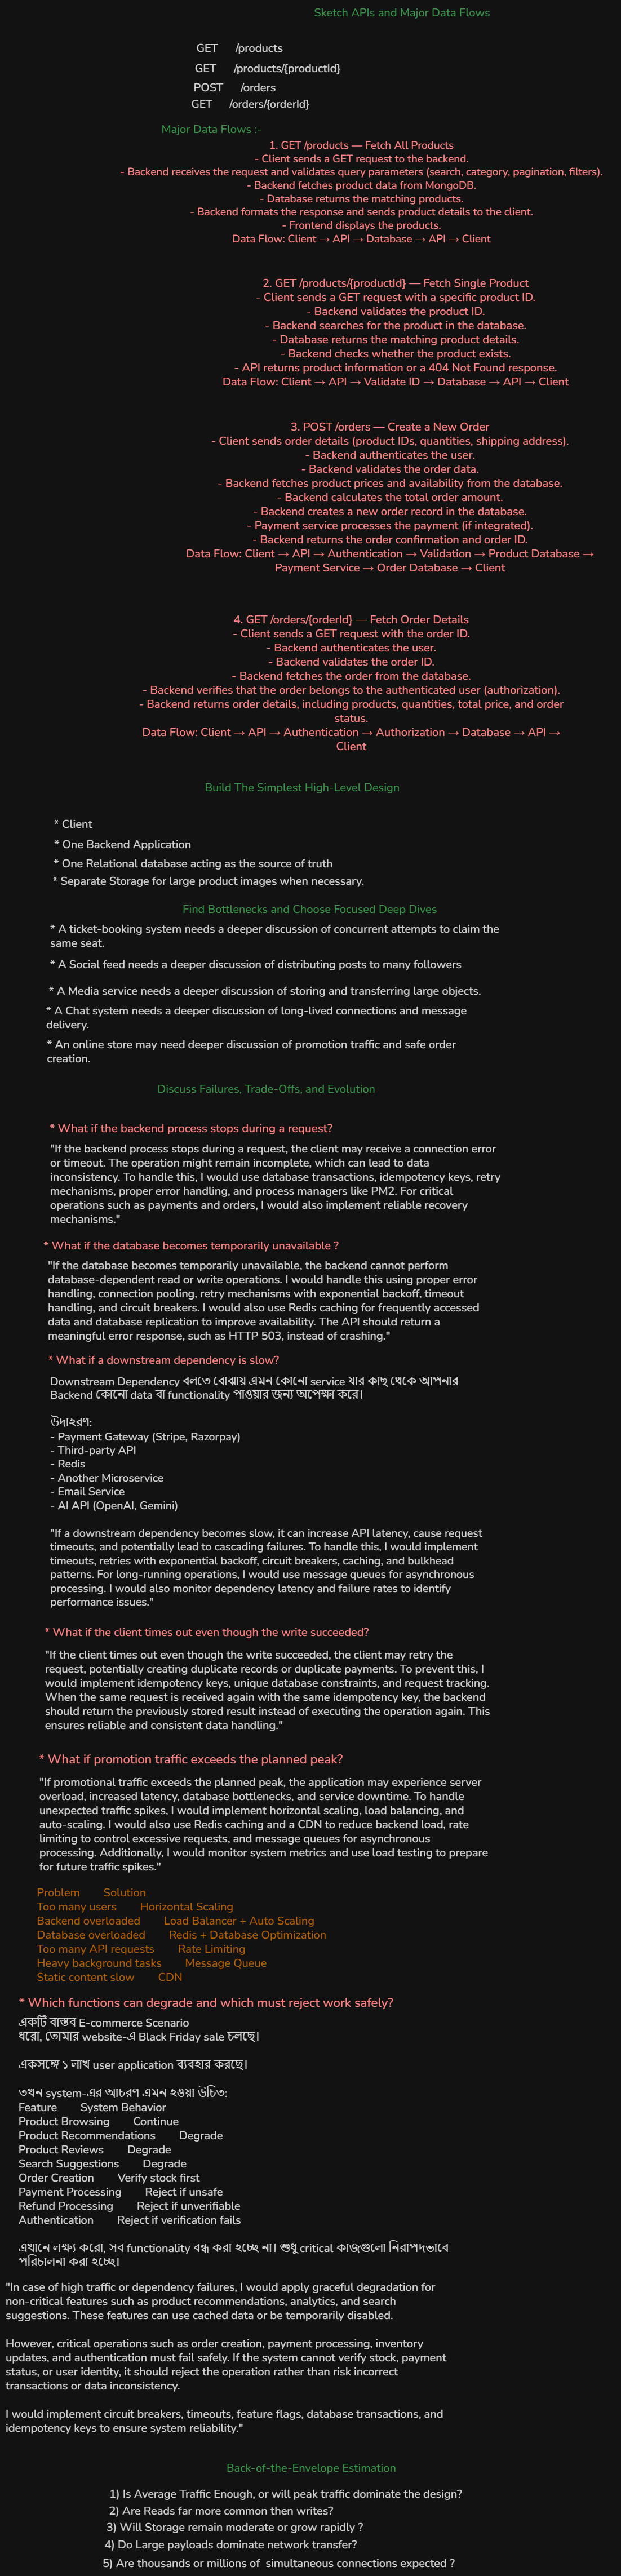 Sketch APIs and Major Data Flows
GET /products
GET /products/{productId}
POST /orders
GET /orders/{orderId}
Major Data Flows :-
1. GET /products — Fetch All Products
- Client sends a GET request to the backend.
- Backend receives the request and validates query parameters (search, category, pagination, filters).
- Backend fetches product data from MongoDB.
- Database returns the matching products.
- Backend formats the response and sends product details to the client.
- Frontend displays the products.
Data Flow: Client → API → Database → API → Client
2. GET /products/{productId} — Fetch Single Product
- Client sends a GET request with a specific product ID.
- Backend validates the product ID.
- Backend searches for the product in the database.
- Database returns the matching product details.
- Backend checks whether the product exists.
- API returns product information or a 404 Not Found response.
Data Flow: Client → API → Validate ID → Database → API → Client
3. POST /orders — Create a New Order
- Client sends order details (product IDs, quantities, shipping address).
- Backend authenticates the user.
- Backend validates the order data.
- Backend fetches product prices and availability from the database.
- Backend calculates the total order amount.
- Backend creates a new order record in the database.
- Payment service processes the payment (if integrated).
- Backend returns the order confirmation and order ID.
Data Flow: Client → API → Authentication → Validation → Product Database →
Payment Service → Order Database → Client
4. GET /orders/{orderId} — Fetch Order Details
- Client sends a GET request with the order ID.
- Backend authenticates the user.
- Backend validates the order ID.
- Backend fetches the order from the database.
- Backend verifies that the order belongs to the authenticated user (authorization).
- Backend returns order details, including products, quantities, total price, and order
status.
Data Flow: Client → API → Authentication → Authorization → Database → API →
Client
Build The Simplest High-Level Design
* Client
* One Backend Application
* One Relational database acting as the source of truth
* Separate Storage for large product images when necessary.
Find Bottlenecks and Choose Focused Deep Dives
* A ticket-booking system needs a deeper discussion of concurrent attempts to claim the
same seat.
* A Social feed needs a deeper discussion of distributing posts to many followers
* A Media service needs a deeper discussion of storing and transferring large objects.
* A Chat system needs a deeper discussion of long-lived connections and message
delivery.
* An online store may need deeper discussion of promotion traffic and safe order
creation.
Discuss Failures, Trade-Offs, and Evolution
* What if the backend process stops during a request?
"If the backend process stops during a request, the client may receive a connection error
or timeout. The operation might remain incomplete, which can lead to data
inconsistency. To handle this, I would use database transactions, idempotency keys, retry
mechanisms, proper error handling, and process managers like PM2. For critical
operations such as payments and orders, I would also implement reliable recovery
mechanisms."
* What if the database becomes temporarily unavailable ?
"If the database becomes temporarily unavailable, the backend cannot perform
database-dependent read or write operations. I would handle this using proper error
handling, connection pooling, retry mechanisms with exponential backoff, timeout
handling, and circuit breakers. I would also use Redis caching for frequently accessed
data and database replication to improve availability. The API should return a
meaningful error response, such as HTTP 503, instead of crashing."
* What if a downstream dependency is slow?
Downstream Dependency বলতে বোঝায় এমন কোনো service যার কাছ থেকে আপনার
Backend কোনো data বা functionality পাওয়ার জন্য অপেক্ষা করে।
উদাহরণ:
- Payment Gateway (Stripe, Razorpay)
- Third-party API
- Redis
- Another Microservice
- Email Service
- AI API (OpenAI, Gemini)
"If a downstream dependency becomes slow, it can increase API latency, cause request
timeouts, and potentially lead to cascading failures. To handle this, I would implement
timeouts, retries with exponential backoff, circuit breakers, caching, and bulkhead
patterns. For long-running operations, I would use message queues for asynchronous
processing. I would also monitor dependency latency and failure rates to identify
performance issues."
* What if the client times out even though the write succeeded?
"If the client times out even though the write succeeded, the client may retry the
request, potentially creating duplicate records or duplicate payments. To prevent this, I
would implement idempotency keys, unique database constraints, and request tracking.
When the same request is received again with the same idempotency key, the backend
should return the previously stored result instead of executing the operation again. This
ensures reliable and consistent data handling."
* What if promotion traffic exceeds the planned peak?
"If promotional traffic exceeds the planned peak, the application may experience server
overload, increased latency, database bottlenecks, and service downtime. To handle
unexpected traffic spikes, I would implement horizontal scaling, load balancing, and
auto-scaling. I would also use Redis caching and a CDN to reduce backend load, rate
limiting to control excessive requests, and message queues for asynchronous
processing. Additionally, I would monitor system metrics and use load testing to prepare
for future traffic spikes."
Problem Solution
Too many users Horizontal Scaling
Backend overloaded Load Balancer + Auto Scaling
Database overloaded Redis + Database Optimization
Too many API requests Rate Limiting
Heavy background tasks Message Queue
Static content slow CDN
* Which functions can degrade and which must reject work safely?
একটি বাস্তব E-commerce Scenario
ধরো, তোমার website-এ Black Friday sale চলছে।
একসঙ্গে ১ লাখ user application ব্যবহার করছে।
তখন system-এর আচরণ এমন হওয়া উচিত:
Feature System Behavior
Product Browsing Continue
Product Recommendations Degrade
Product Reviews Degrade
Search Suggestions Degrade
Order Creation Verify stock first
Payment Processing Reject if unsafe
Refund Processing Reject if unverifiable
Authentication Reject if verification fails
এখানে লক্ষ্য করো, সব functionality বন্ধ করা হচ্ছে না। শুধু critical কাজগুলো নিরাপদভাবে
পরিচালনা করা হচ্ছে।
"In case of high traffic or dependency failures, I would apply graceful degradation for
non-critical features such as product recommendations, analytics, and search
suggestions. These features can use cached data or be temporarily disabled.
However, critical operations such as order creation, payment processing, inventory
updates, and authentication must fail safely. If the system cannot verify stock, payment
status, or user identity, it should reject the operation rather than risk incorrect
transactions or data inconsistency.
I would implement circuit breakers, timeouts, feature flags, database transactions, and
idempotency keys to ensure system reliability."
Back-of-the-Envelope Estimation
1) Is Average Traffic Enough, or will peak traffic dominate the design?
2) Are Reads far more common then writes?
3) Will Storage remain moderate or grow rapidly ?
4) Do Large payloads dominate network transfer?
5) Are thousands or millions of simultaneous connections expected ?